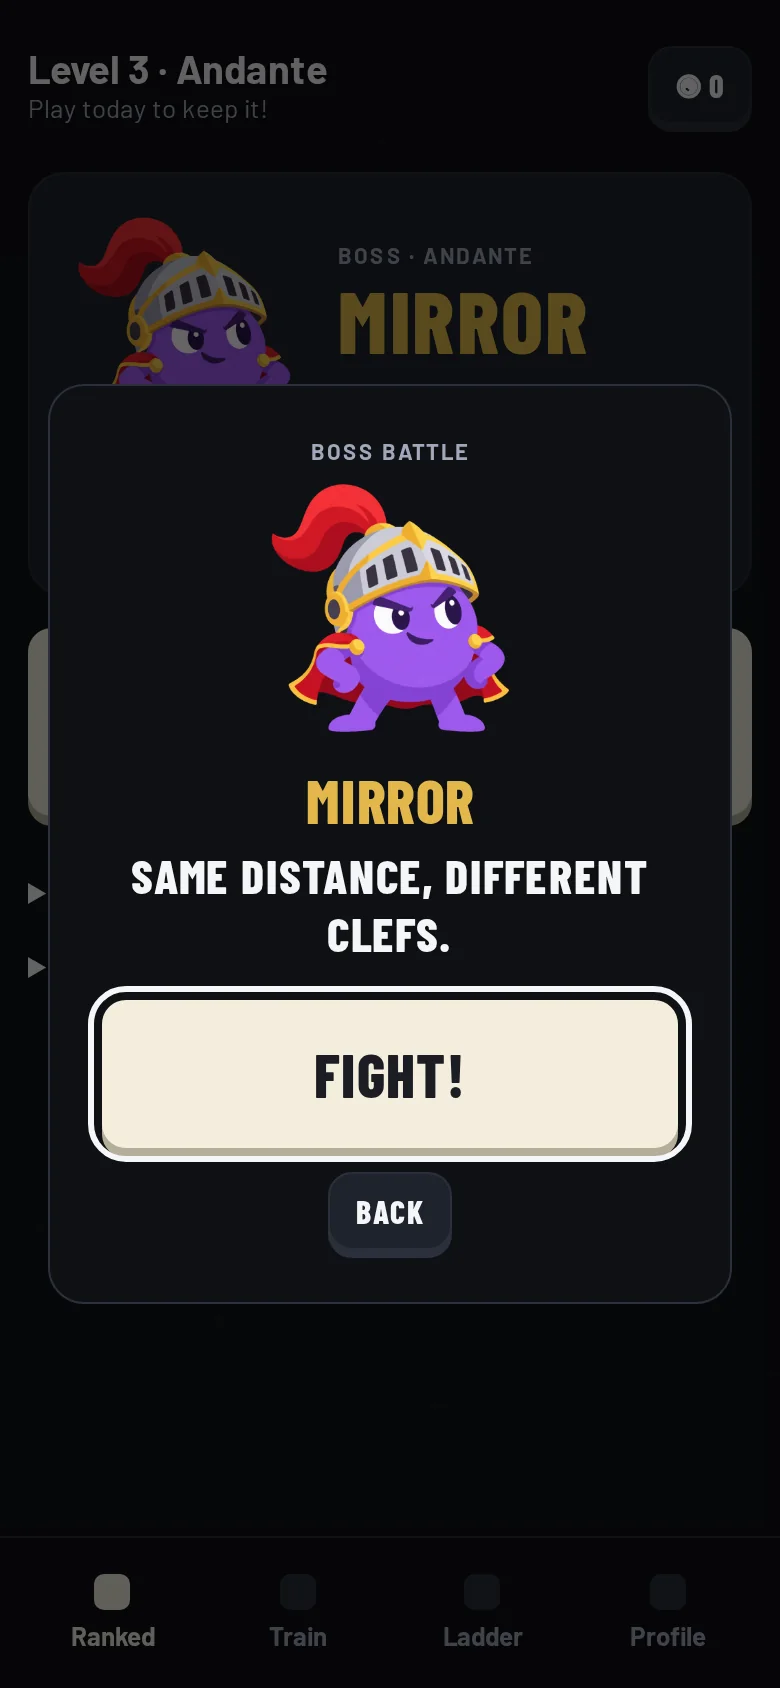 Level 3 · Andante
Play today to keep it!
0
BOSS · ANDANTE
MIRROR
BOSS BATTLE
MIRROR
SAME DISTANCE, DIFFERENT
CLEFS.
FIGHT!
BACK
Ranked
Train
Ladder
Profile